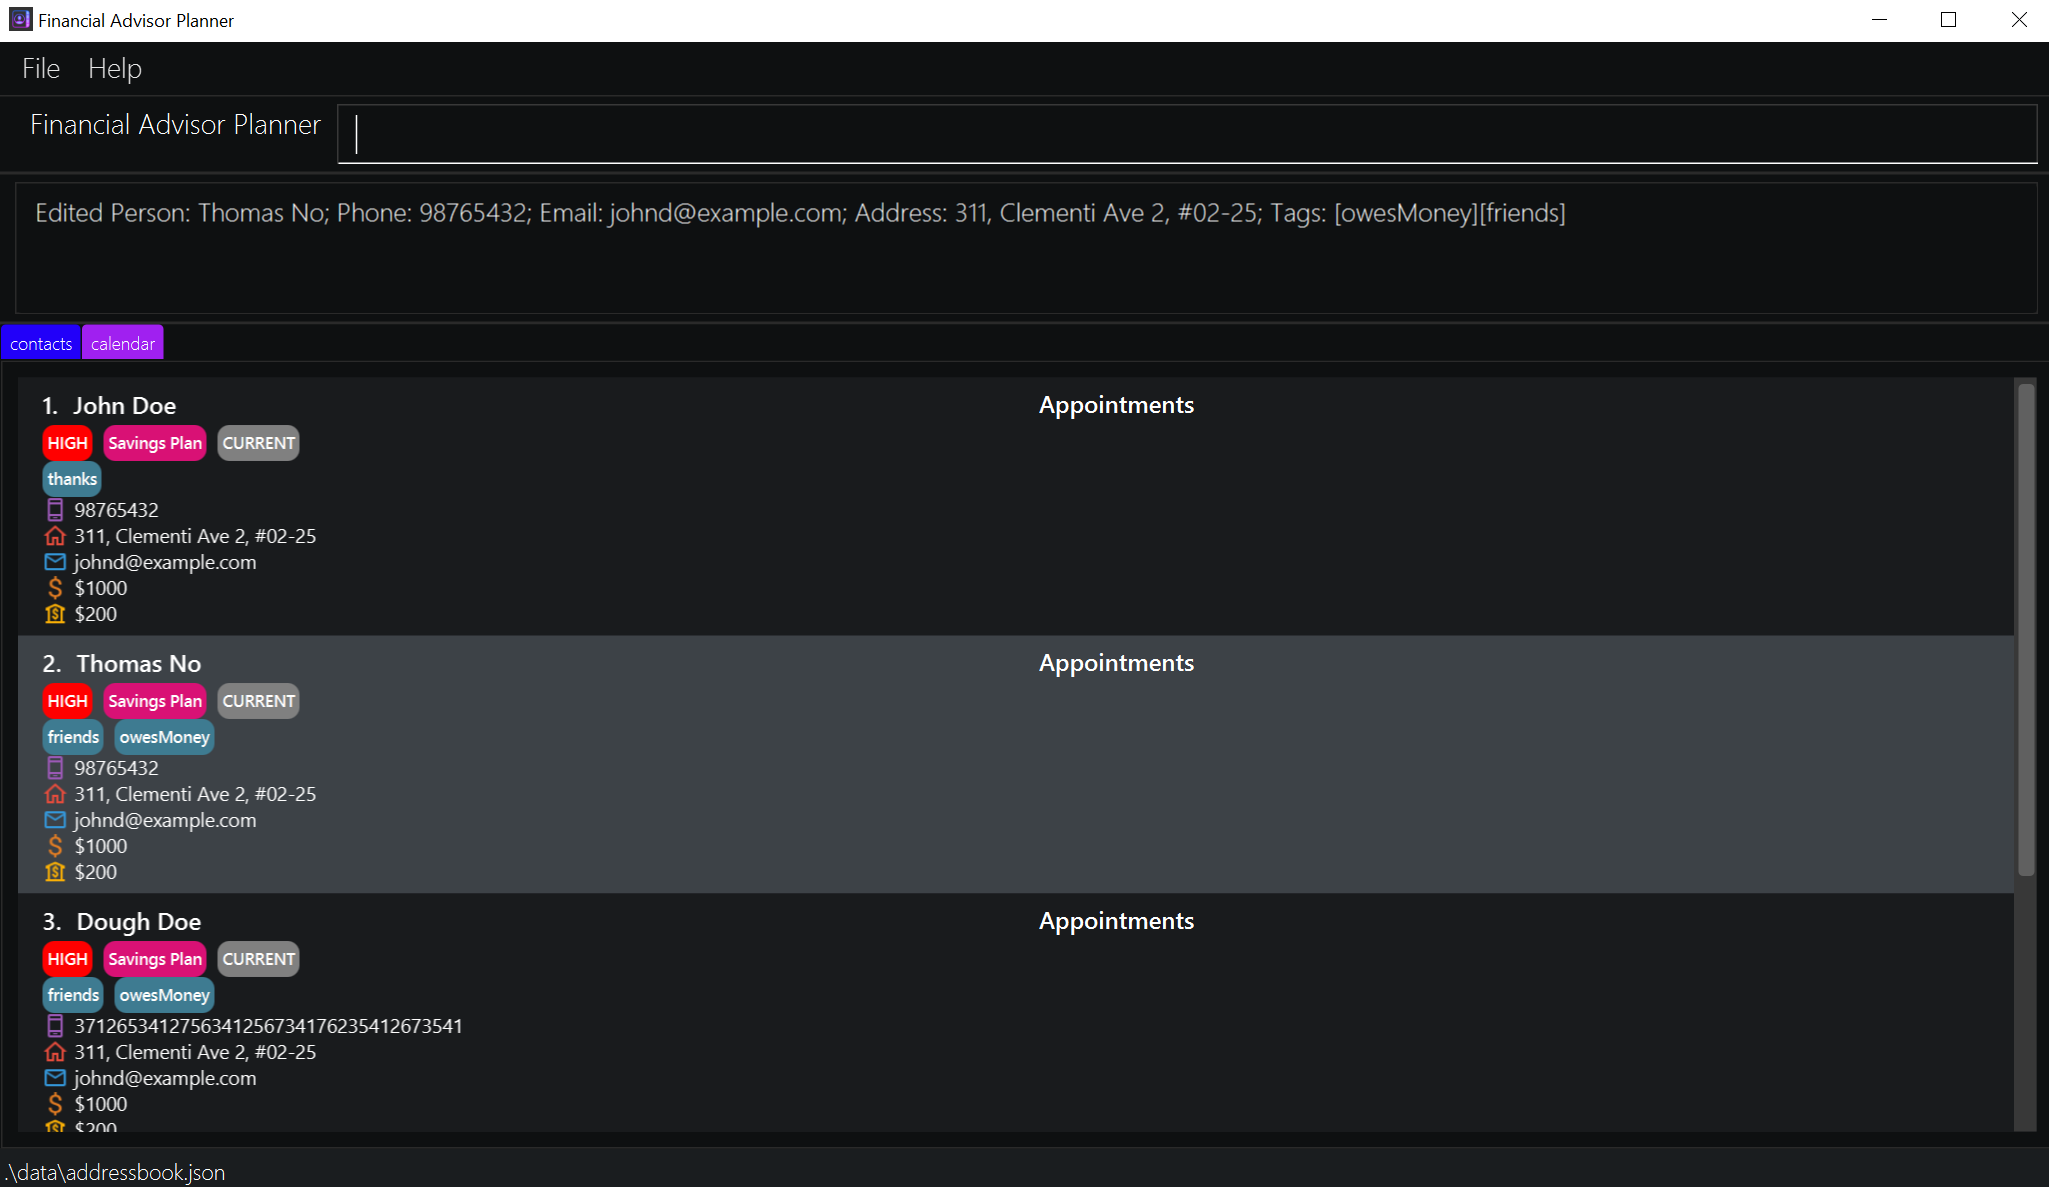 Financial Advisor Planner
File Help
Financial Advisor Planner
Edited Person: Thomas No; Phone: 98765432; Email: johnd@example.com; Address: 311, Clementi Ave 2, #02-25; Tags: [owesMoney][friends]
contacts calendar
1. John Doe Appointments
HIGH Savings Plan CURRENT
thanks
98765432
311, Clementi Ave 2, #02-25
johnd@example.com
$1000
$200
2. Thomas No Appointments
HIGH Savings Plan CURRENT
friends owesMoney
98765432
311, Clementi Ave 2, #02-25
johnd@example.com
$1000
$200
3. Dough Doe Appointments
HIGH Savings Plan CURRENT
friends owesMoney
3712653412756341256734176235412673541
311, Clementi Ave 2, #02-25
johnd@example.com
$1000
$200
.\data\addressbook.json